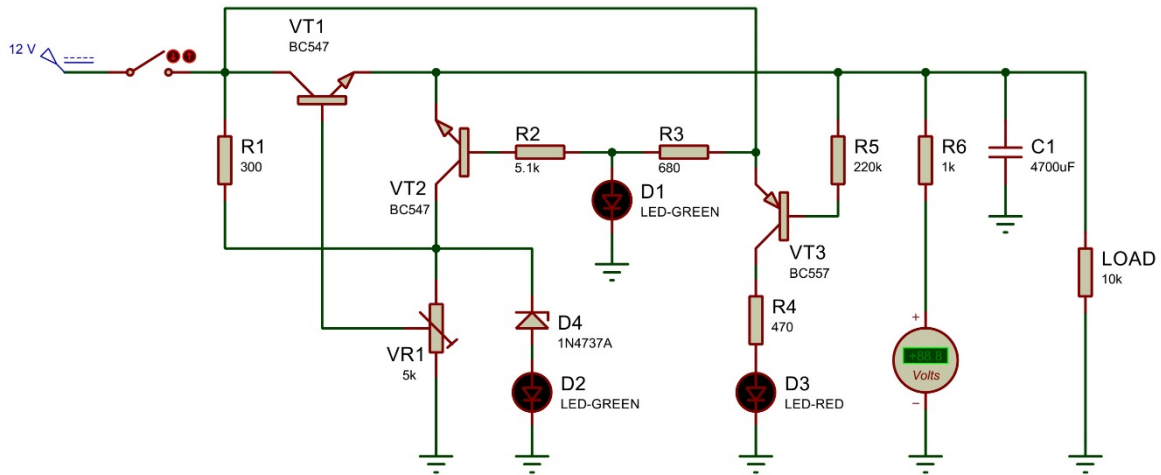 VT1
BC547
12 V
R1
300
R2
5.1k
R3
680
R5
220k
R6
1k
C1
4700uF
VT2
BC547
D1
LED-GREEN
VT3
BC557
LOAD
10k
R4
470
VR1
5k
D4
1N4737A
+
+88.8
Volts
−
D2
LED-GREEN
D3
LED-RED